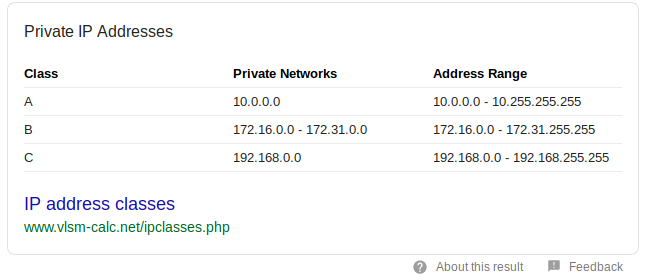 Private IP Addresses
Class Private Networks Address Range
A 10.0.0.0 10.0.0.0 - 10.255.255.255
B 172.16.0.0 - 172.31.0.0 172.16.0.0 - 172.31.255.255
C 192.168.0.0 192.168.0.0 - 192.168.255.255
IP address classes
www.vlsm-calc.net/ipclasses.php
About this result Feedback